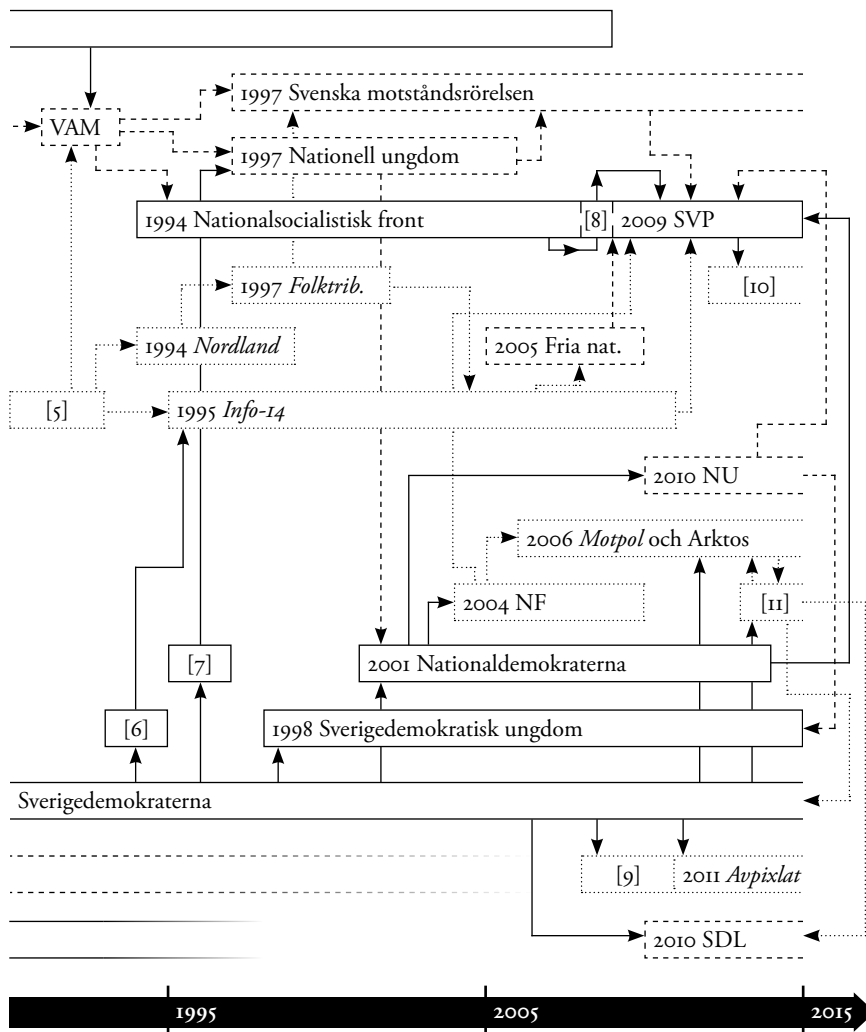 1997 Svenska motståndsrörelsen
VAM
1997 Nationell ungdom
1994 Nationalsocialistisk front
[8]
2009 SVP
1997 Folktrib.
[10]
1994 Nordland
2005 Fria nat.
[5]
1995 Info-14
2010 NU
2006 Motpol och Arktos
2004 NF
[11]
[7]
2001 Nationaldemokraterna
[6]
1998 Sverigedemokratisk ungdom
Sverigedemokraterna
[9]
2011 Avpixlat
2010 SDL
1995
2005
2015